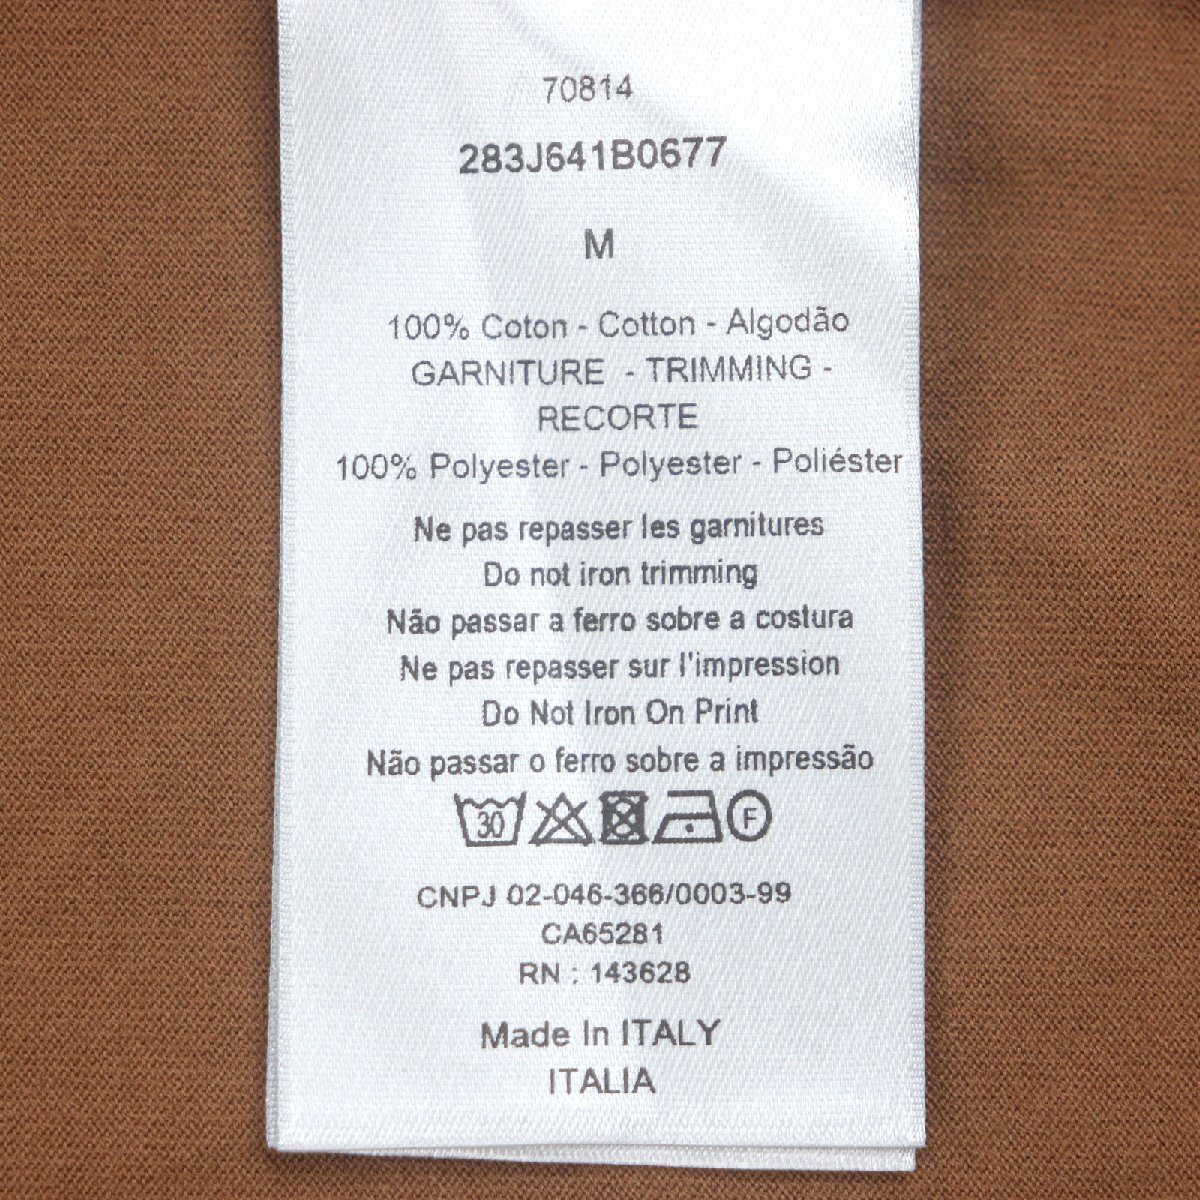 70814
283J641B0677
M
100% Coton - Cotton - Algodão
GARNITURE - TRIMMING -
RECORTE
100% Polyester - Polyester - Poliéster
Ne pas repasser les garnitures
Do not iron trimming
Não passar a ferro sobre a costura
Ne pas repasser sur l'impression
Do Not Iron On Print
Não passar o ferro sobre a impressão
30 F
CNPJ 02-046-366/0003-99
CA65281
RN : 143628
Made In ITALY
ITALIA